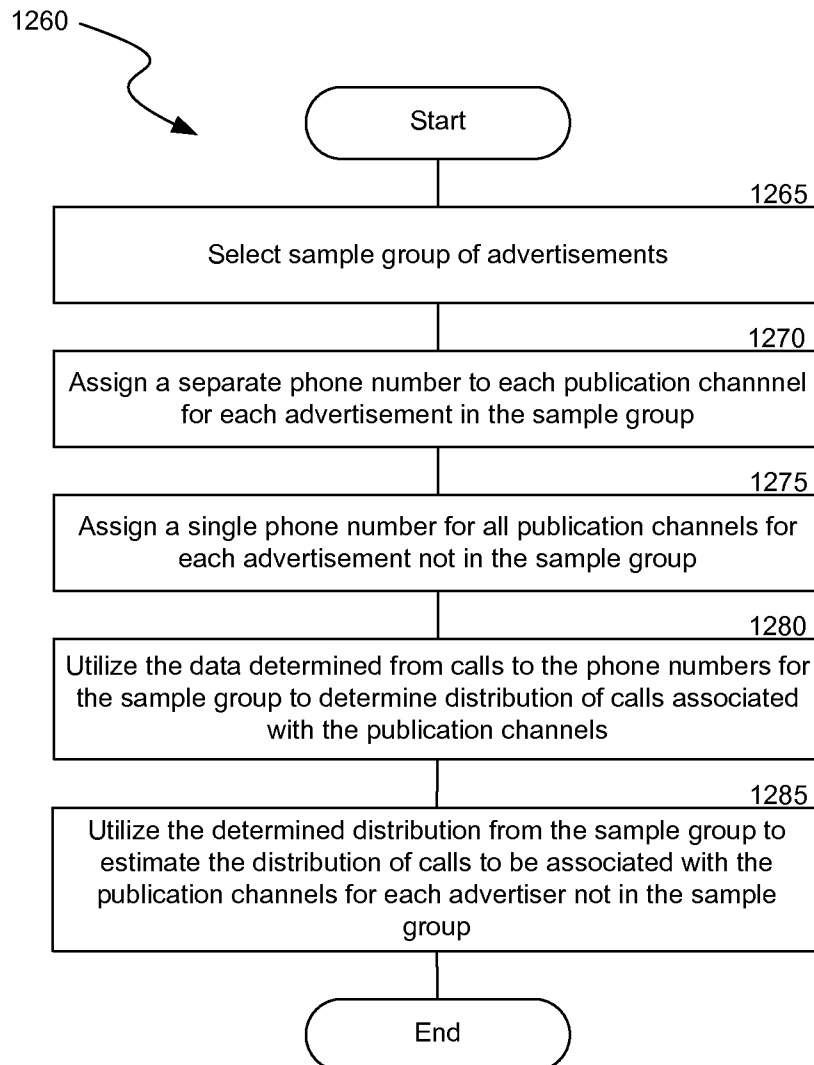 1260
Start
1265
Select sample group of advertisements
1270
Assign a separate phone number to each publication channnel
for each advertisement in the sample group
1275
Assign a single phone number for all publication channels for
each advertisement not in the sample group
1280
Utilize the data determined from calls to the phone numbers for
the sample group to determine distribution of calls associated
with the publication channels
1285
Utilize the determined distribution from the sample group to
estimate the distribution of calls to be associated with the
publication channels for each advertiser not in the sample
group
End